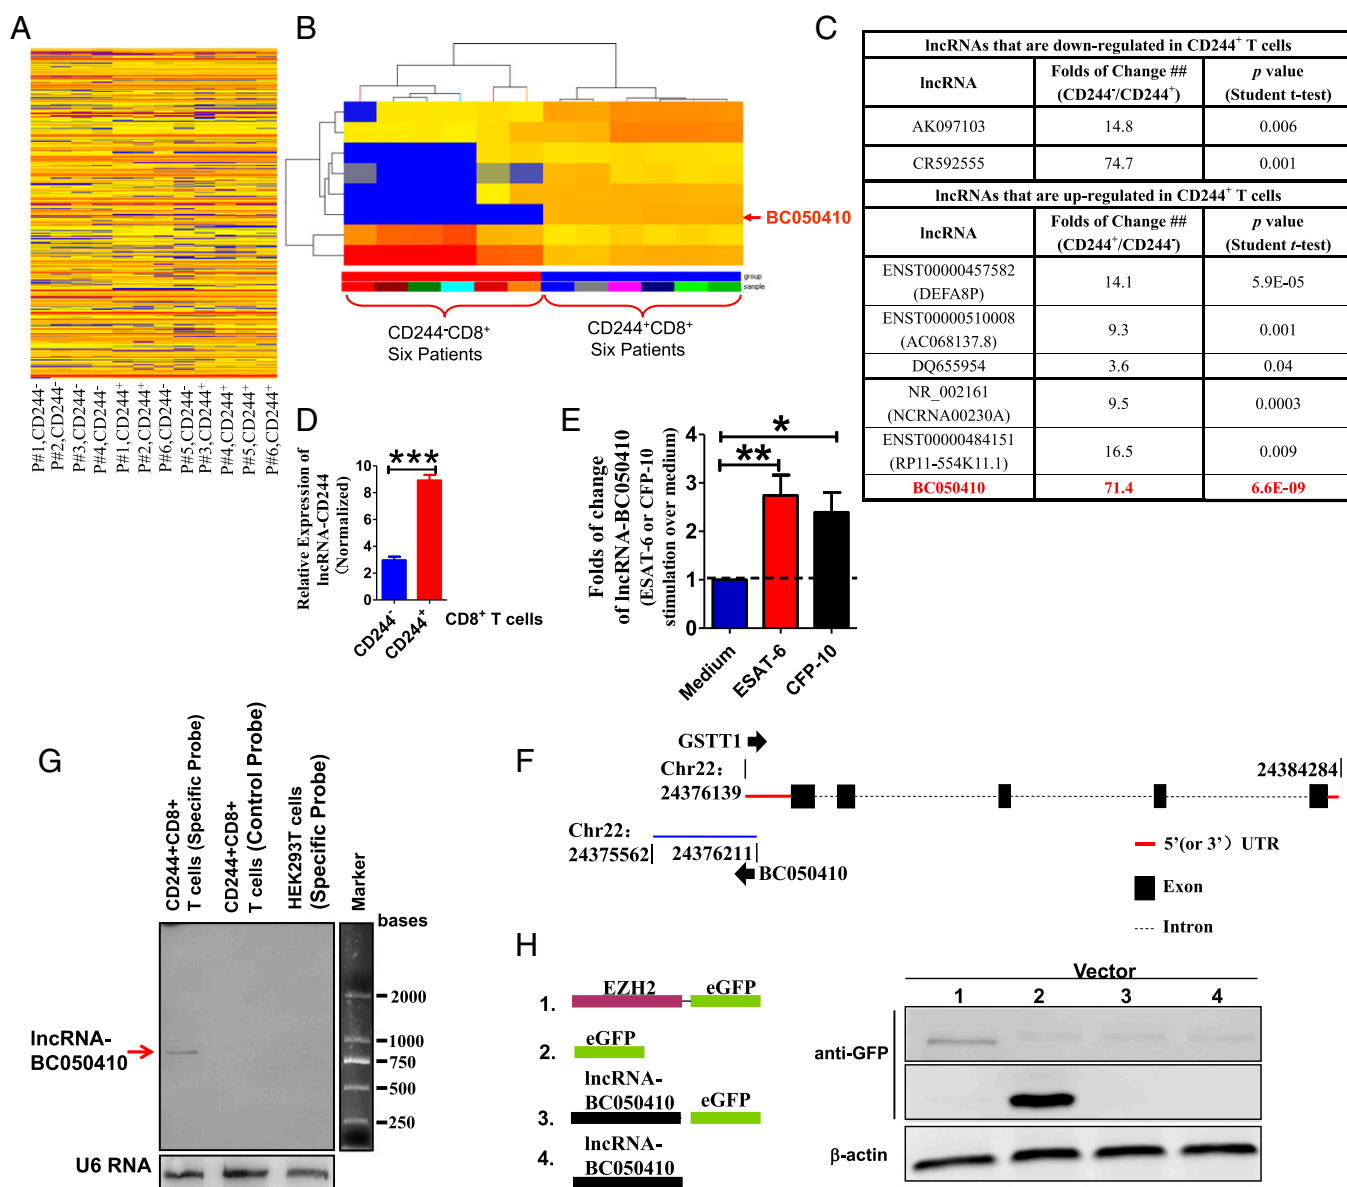 A
P#1,CD244-
P#2,CD244-
P#3,CD244-
P#4,CD244-
P#1,CD244+
P#2,CD244+
P#6,CD244-
P#5,CD244-
P#3,CD244+
P#4,CD244+
P#5,CD244+
P#6,CD244+
B
BC050410
group
sample
CD244-CD8+
Six Patients
CD244+CD8+
Six Patients
C
lncRNAs that are down-regulated in CD244+ T cells
lncRNA
Folds of Change ##
(CD244-/CD244+)
p value
(Student t-test)
AK097103 14.8 0.006
CR592555 74.7 0.001
lncRNAs that are up-regulated in CD244+ T cells
lncRNA
Folds of Change ##
(CD244+/CD244-)
p value
(Student t-test)
ENST00000457582
(DEFA8P)
14.1 5.9E-05
ENST00000510008
(AC068137.8)
9.3 0.001
DQ655954 3.6 0.04
NR_002161
(NCRNA00230A)
9.5 0.0003
ENST00000484151
(RP11-554K11.1)
16.5 0.009
BC050410 71.4 6.6E-09
D
Relative Expression of
lncRNA-CD244
(Normalized)
10
8
6
4
2
0
***
CD244-
CD244+
CD8+ T cells
E
Folds of change
of lncRNA-BC050410
(ESAT-6 or CFP-10
stimulation over medium)
4
3
2
1
0
*
**
Medium
ESAT-6
CFP-10
F
GSTT1
Chr22:
24376139
24384284
Chr22:
24375562
24376211
BC050410
5'(or 3') UTR
Exon
Intron
G
CD244+CD8+
T cells (Specific Probe)
CD244+CD8+
T cells (Control Probe)
HEK293T cells
(Specific Probe)
Marker
bases
2000
1000
750
500
250
lncRNA-
BC050410
U6 RNA
H
1.
EZH2 eGFP
2.
eGFP
3.
lncRNA-
BC050410 eGFP
4.
lncRNA-
BC050410
Vector
1 2 3 4
anti-GFP
β-actin